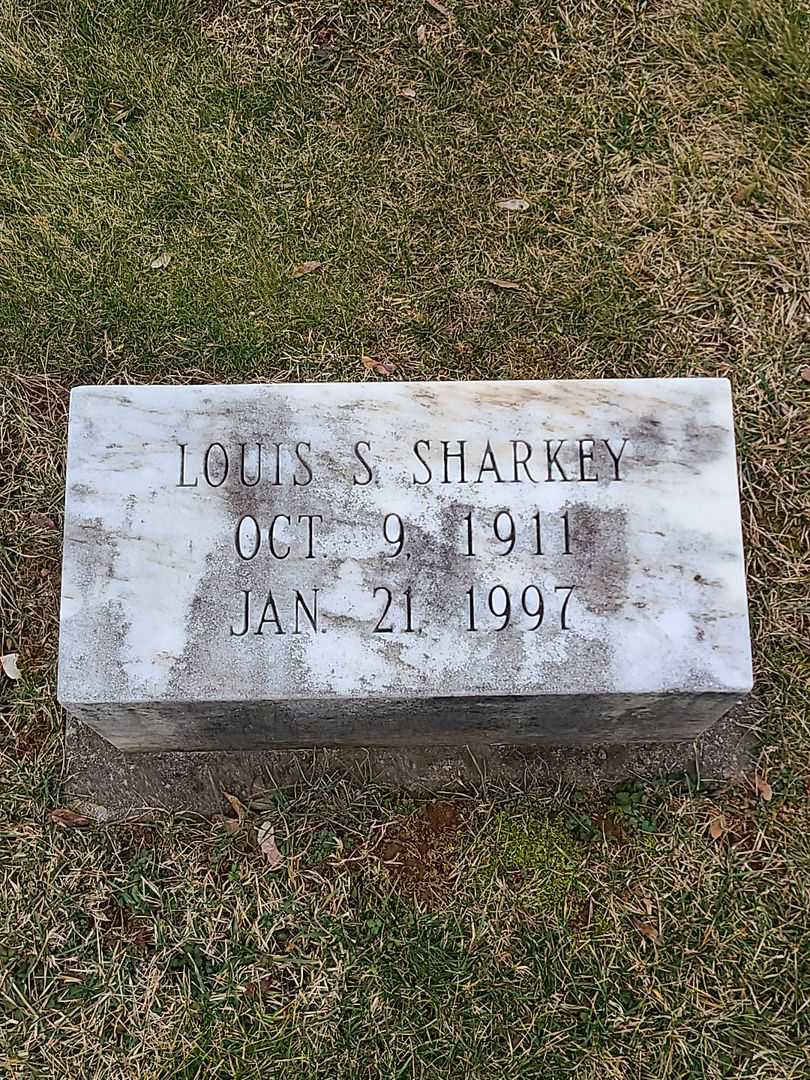 LOUIS S. SHARKEY
OCT. 9, 1911
JAN. 21, 1997